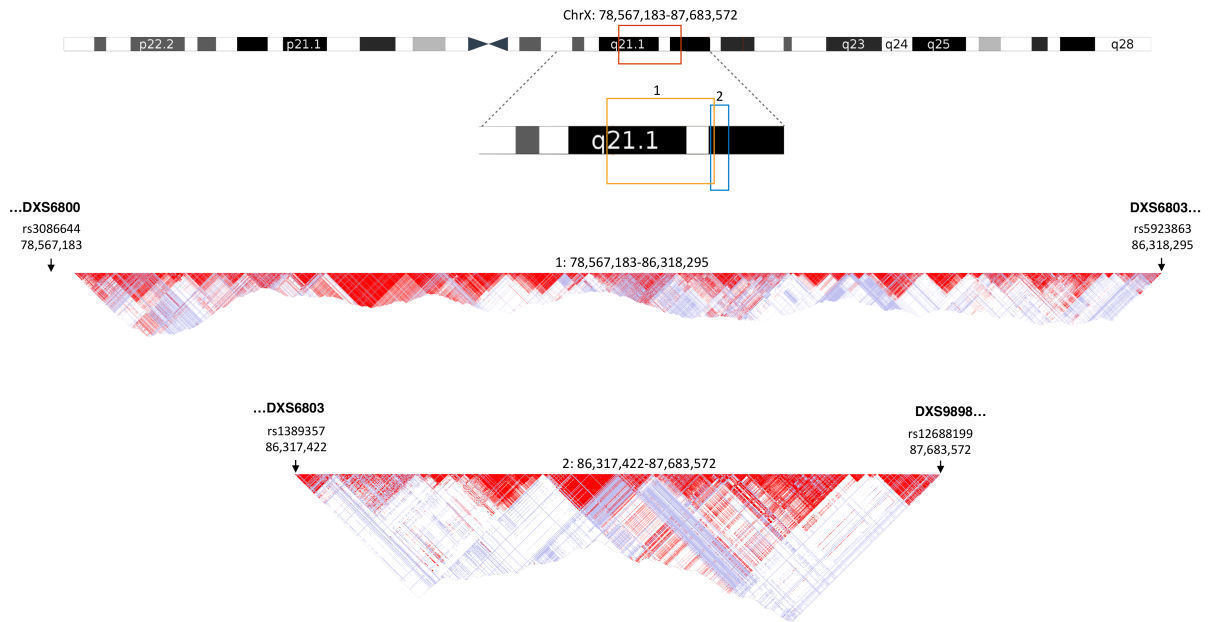 ChrX: 78,567,183-87,683,572
p22.2 p21.1 q21.1 q23 q24 q25 q28
1
2
q21.1
...DXS6800
rs3086644
78,567,183
DXS6803...
rs5923863
86,318,295
1: 78,567,183-86,318,295
...DXS6803
rs1389357
86,317,422
DXS9898...
rs12688199
87,683,572
2: 86,317,422-87,683,572